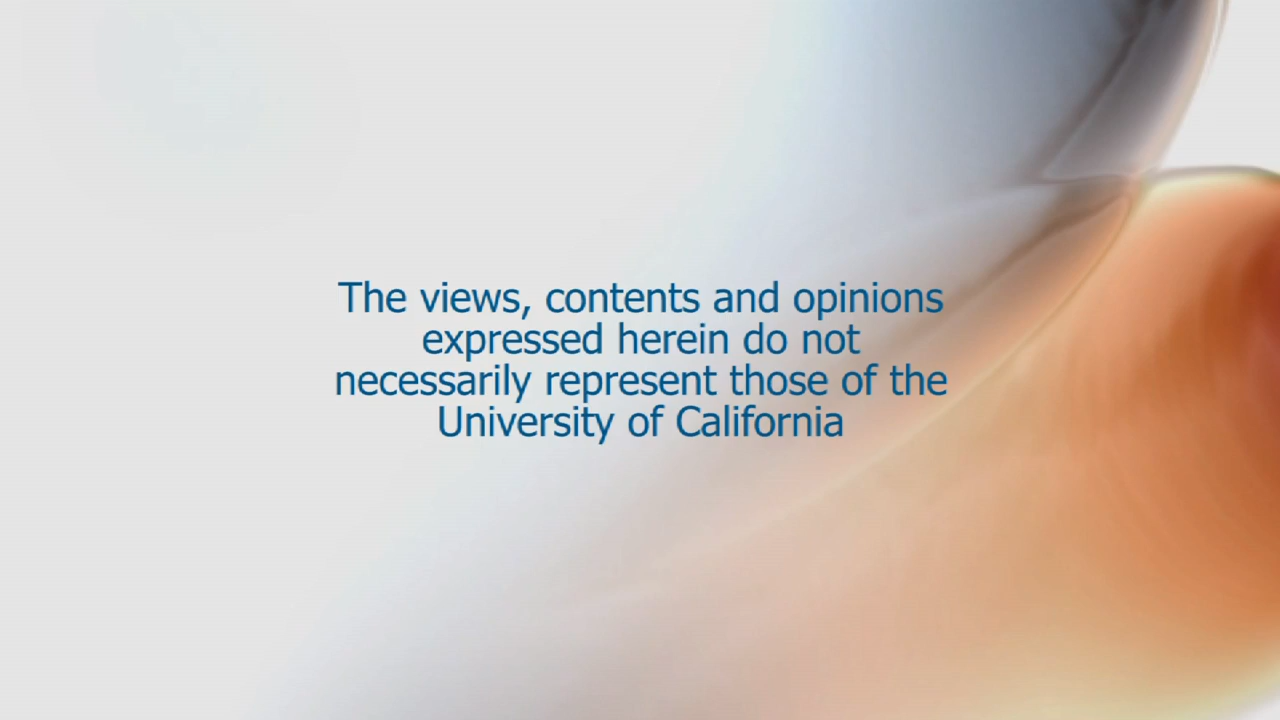 The views, contents and opinions
expressed herein do not
necessarily represent those of the
University of California